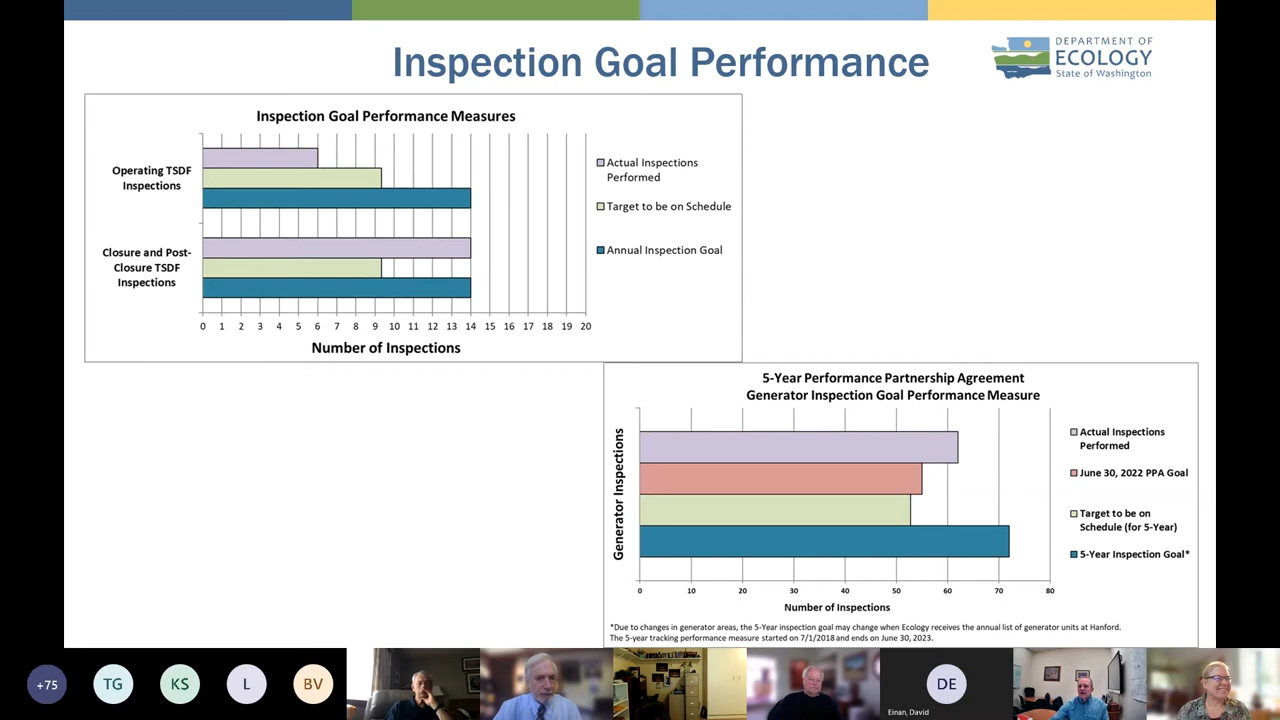 Inspection Goal Performance
DEPARTMENT OF
ECOLOGY
State of Washington
Inspection Goal Performance Measures
Operating TSDF
Inspections
Closure and Post-
Closure TSDF
Inspections
0 1 2 3 4 5 6 7 8 9 10 11 12 13 14 15 16 17 18 19 20
Number of Inspections
Actual Inspections
Performed
Target to be on Schedule
Annual Inspection Goal
5-Year Performance Partnership Agreement
Generator Inspection Goal Performance Measure
Generator Inspections
0 10 20 30 40 50 60 70 80
Number of Inspections
Actual Inspections
Performed
June 30, 2022 PPA Goal
Target to be on
Schedule (for 5-Year)
5-Year Inspection Goal*
*Due to changes in generator areas, the 5-Year inspection goal may change when Ecology receives the annual list of generator units at Hanford.
The 5-year tracking performance measure started on 7/1/2018 and ends on June 30, 2023.
+75 TG KS L BV DE
Einan, David